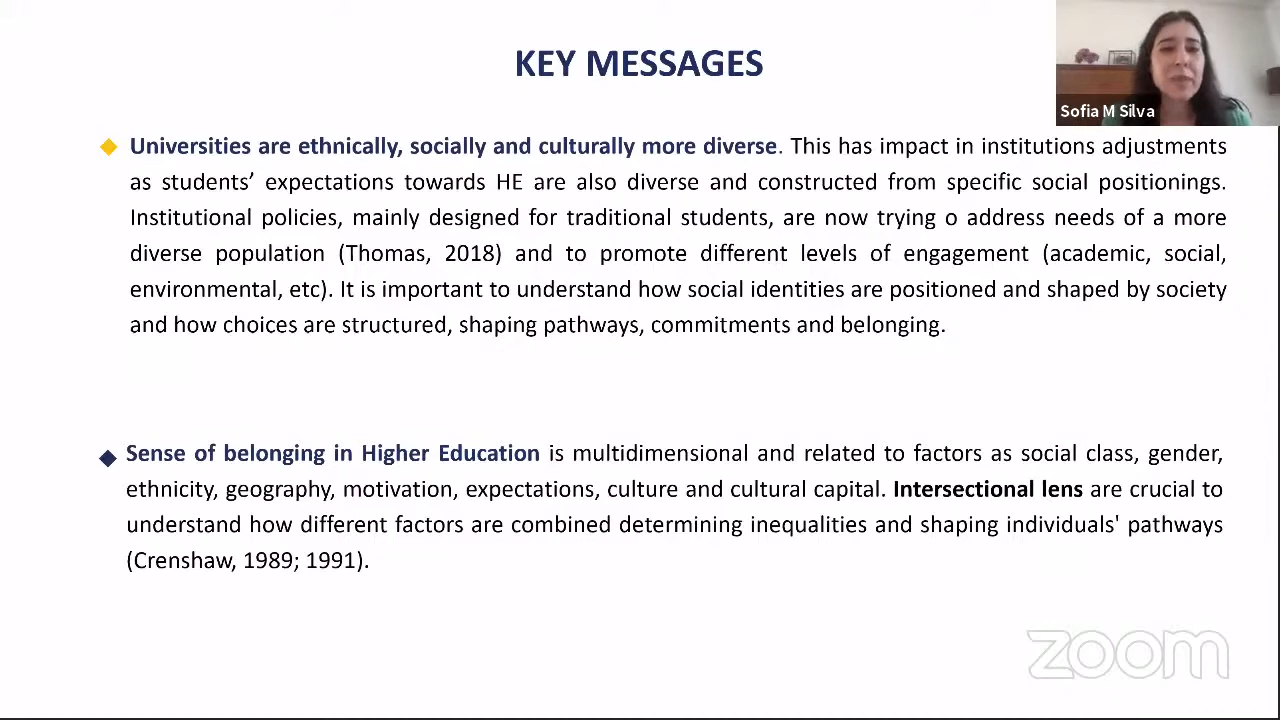 KEY MESSAGES
Sofia M Silva
Universities are ethnically, socially and culturally more diverse. This has impact in institutions adjustments
as students’ expectations towards HE are also diverse and constructed from specific social positionings.
Institutional policies, mainly designed for traditional students, are now trying o address needs of a more
diverse population (Thomas, 2018) and to promote different levels of engagement (academic, social,
environmental, etc). It is important to understand how social identities are positioned and shaped by society
and how choices are structured, shaping pathways, commitments and belonging.
Sense of belonging in Higher Education is multidimensional and related to factors as social class, gender,
ethnicity, geography, motivation, expectations, culture and cultural capital. Intersectional lens are crucial to
understand how different factors are combined determining inequalities and shaping individuals' pathways
(Crenshaw, 1989; 1991).
zoom